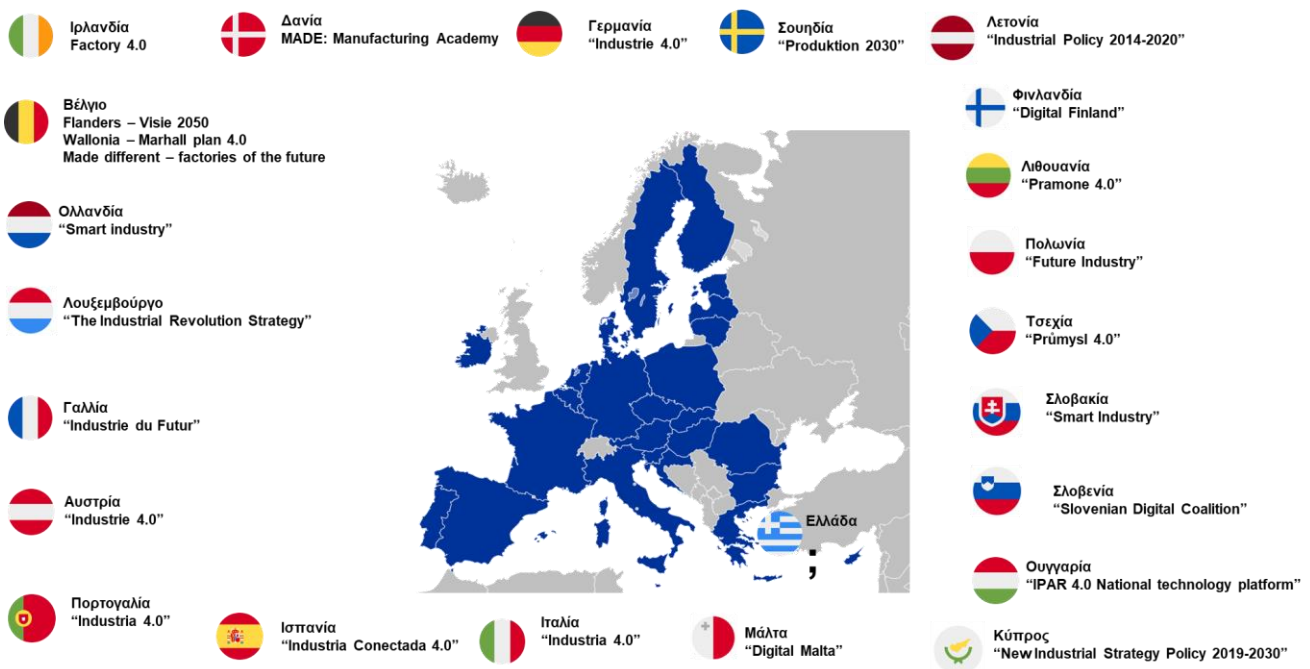 Ιρλανδία
Factory 4.0
Δανία
MADE: Manufacturing Academy
Γερμανία
“Industrie 4.0”
Σουηδία
“Produktion 2030”
Λετονία
“Industrial Policy 2014-2020”
Βέλγιο
Flanders – Visie 2050
Wallonia – Marhall plan 4.0
Made different – factories of the future
Φινλανδία
“Digital Finland”
Λιθουανία
“Pramone 4.0”
Ολλανδία
“Smart industry”
Πολωνία
“Future Industry”
Λουξεμβούργο
“The Industrial Revolution Strategy”
Τσεχία
“Průmysl 4.0”
Γαλλία
“Industrie du Futur”
Σλοβακία
“Smart Industry”
Αυστρία
“Industrie 4.0”
Σλοβενία
“Slovenian Digital Coalition”
Ελλάδα
;
Ουγγαρία
“IPAR 4.0 National technology platform”
Πορτογαλία
“Industria 4.0”
Ισπανία
“Industria Conectada 4.0”
Ιταλία
“Industria 4.0”
Μάλτα
“Digital Malta”
Κύπρος
“New Industrial Strategy Policy 2019-2030”